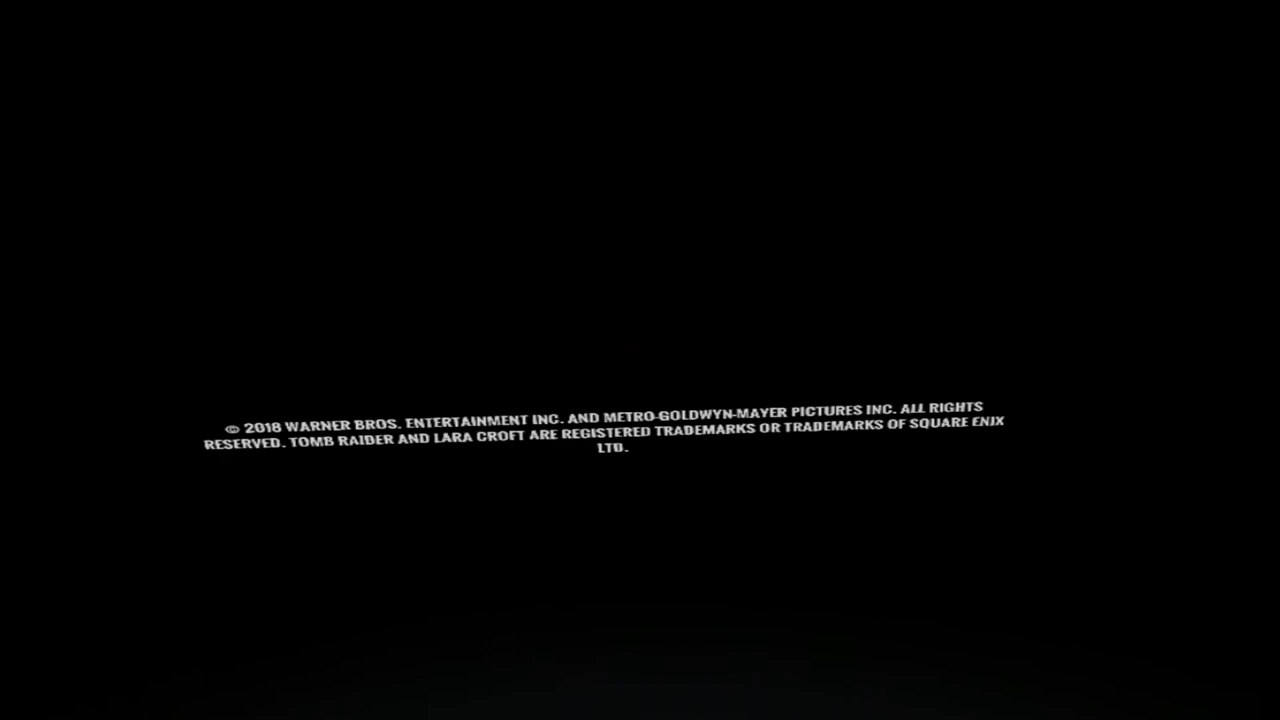 © 2018 WARNER BROS. ENTERTAINMENT INC. AND METRO-GOLDWYN-MAYER PICTURES INC. ALL RIGHTS
RESERVED. TOMB RAIDER AND LARA CROFT ARE REGISTERED TRADEMARKS OR TRADEMARKS OF SQUARE ENIX
LTD.